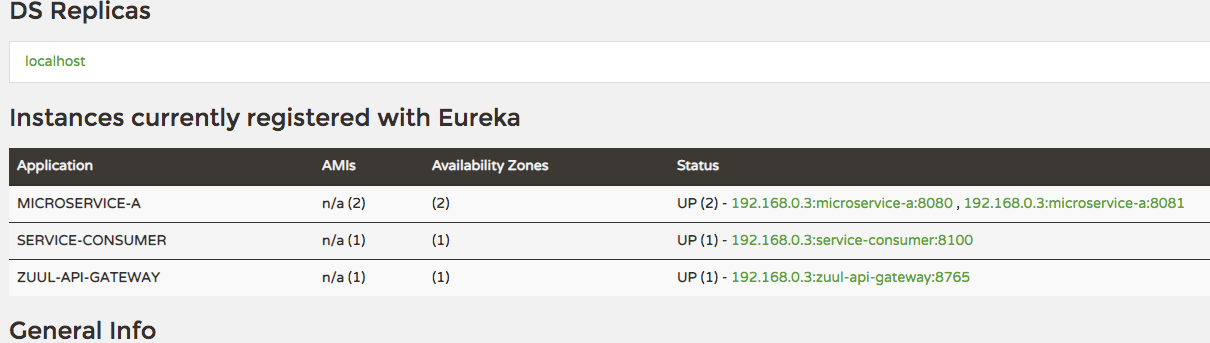 DS Replicas
localhost
Instances currently registered with Eureka
Application AMIs Availability Zones Status
MICROSERVICE-A n/a (2) (2) UP (2) - 192.168.0.3:microservice-a:8080 , 192.168.0.3:microservice-a:8081
SERVICE-CONSUMER n/a (1) (1) UP (1) - 192.168.0.3:service-consumer:8100
ZUUL-API-GATEWAY n/a (1) (1) UP (1) - 192.168.0.3:zuul-api-gateway:8765
General Info